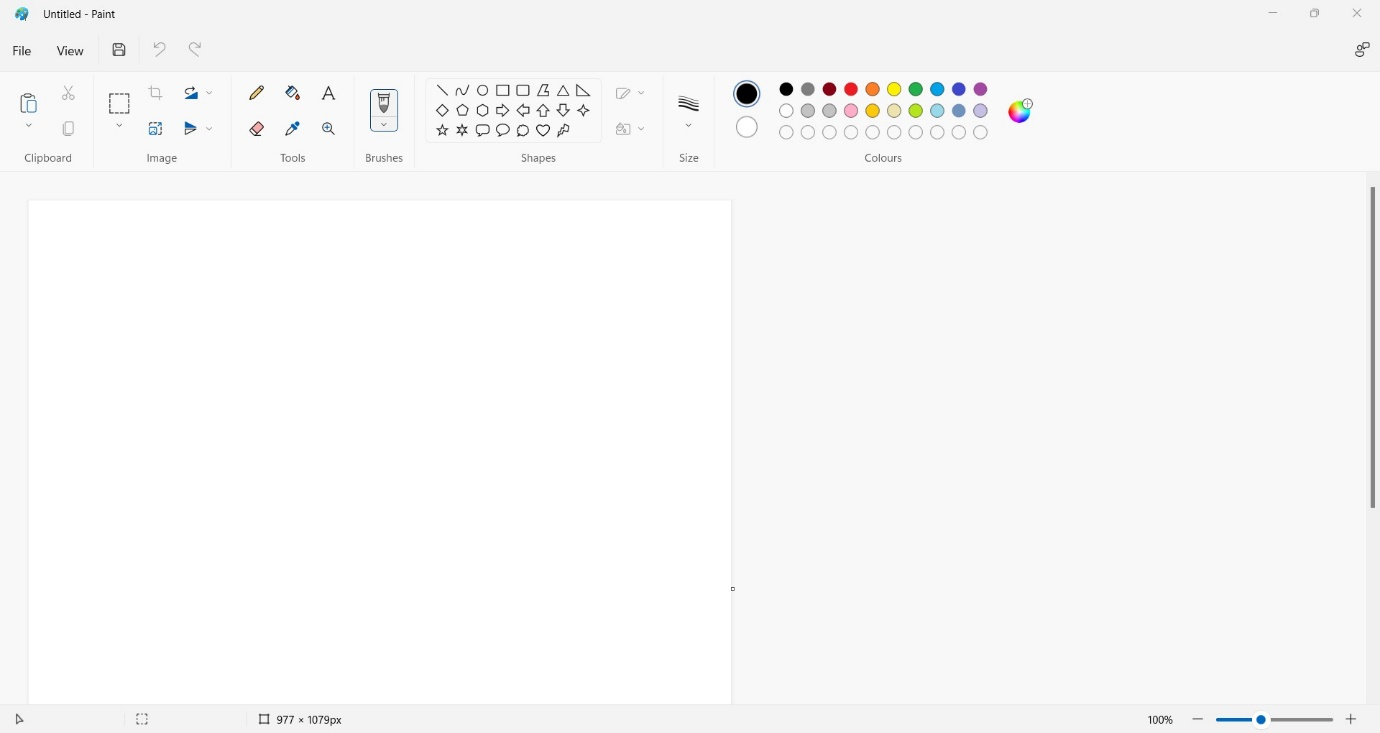 Untitled - Paint
File View
Clipboard Image Tools Brushes Shapes Size Colours
977 × 1079px 100%